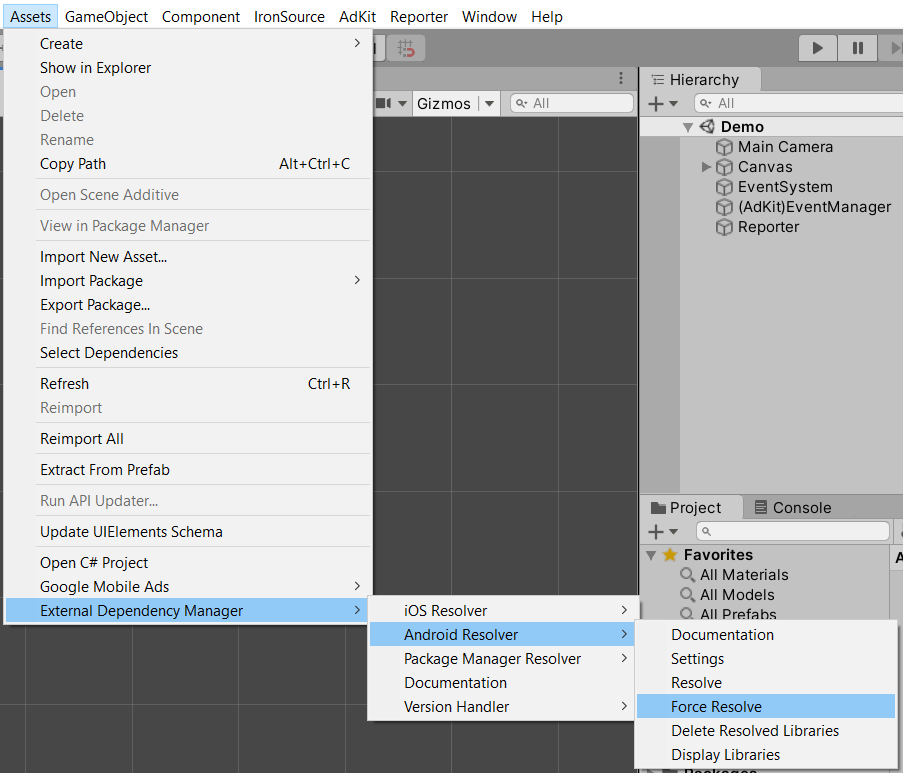 Assets GameObject Component IronSource AdKit Reporter Window Help
Create
Show in Explorer
Open
Delete
Rename
Copy Path Alt+Ctrl+C
Open Scene Additive
View in Package Manager
Import New Asset...
Import Package
Export Package...
Find References In Scene
Select Dependencies
Refresh Ctrl+R
Reimport
Reimport All
Extract From Prefab
Run API Updater...
Update UIElements Schema
Open C# Project
Google Mobile Ads
External Dependency Manager
iOS Resolver
Android Resolver
Package Manager Resolver
Documentation
Version Handler
Documentation
Settings
Resolve
Force Resolve
Delete Resolved Libraries
Display Libraries
Gizmos
All
Hierarchy
All
Demo
Main Camera
Canvas
EventSystem
(AdKit)EventManager
Reporter
Project Console
Favorites
All Materials
All Models
All Prefabs
Packages